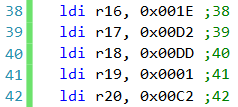 38 ldi r16, 0x001E ;38
39 ldi r17, 0x00D2 ;39
40 ldi r18, 0x00DD ;40
41 ldi r19, 0x0001 ;41
42 ldi r20, 0x00C2 ;42